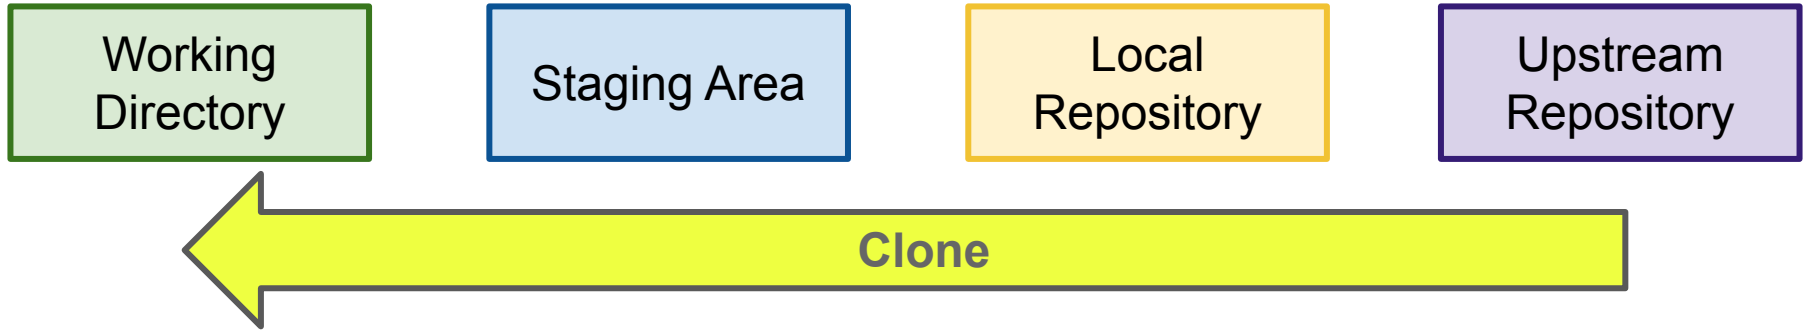 Working
Directory
Staging Area
Local
Repository
Upstream
Repository
Clone